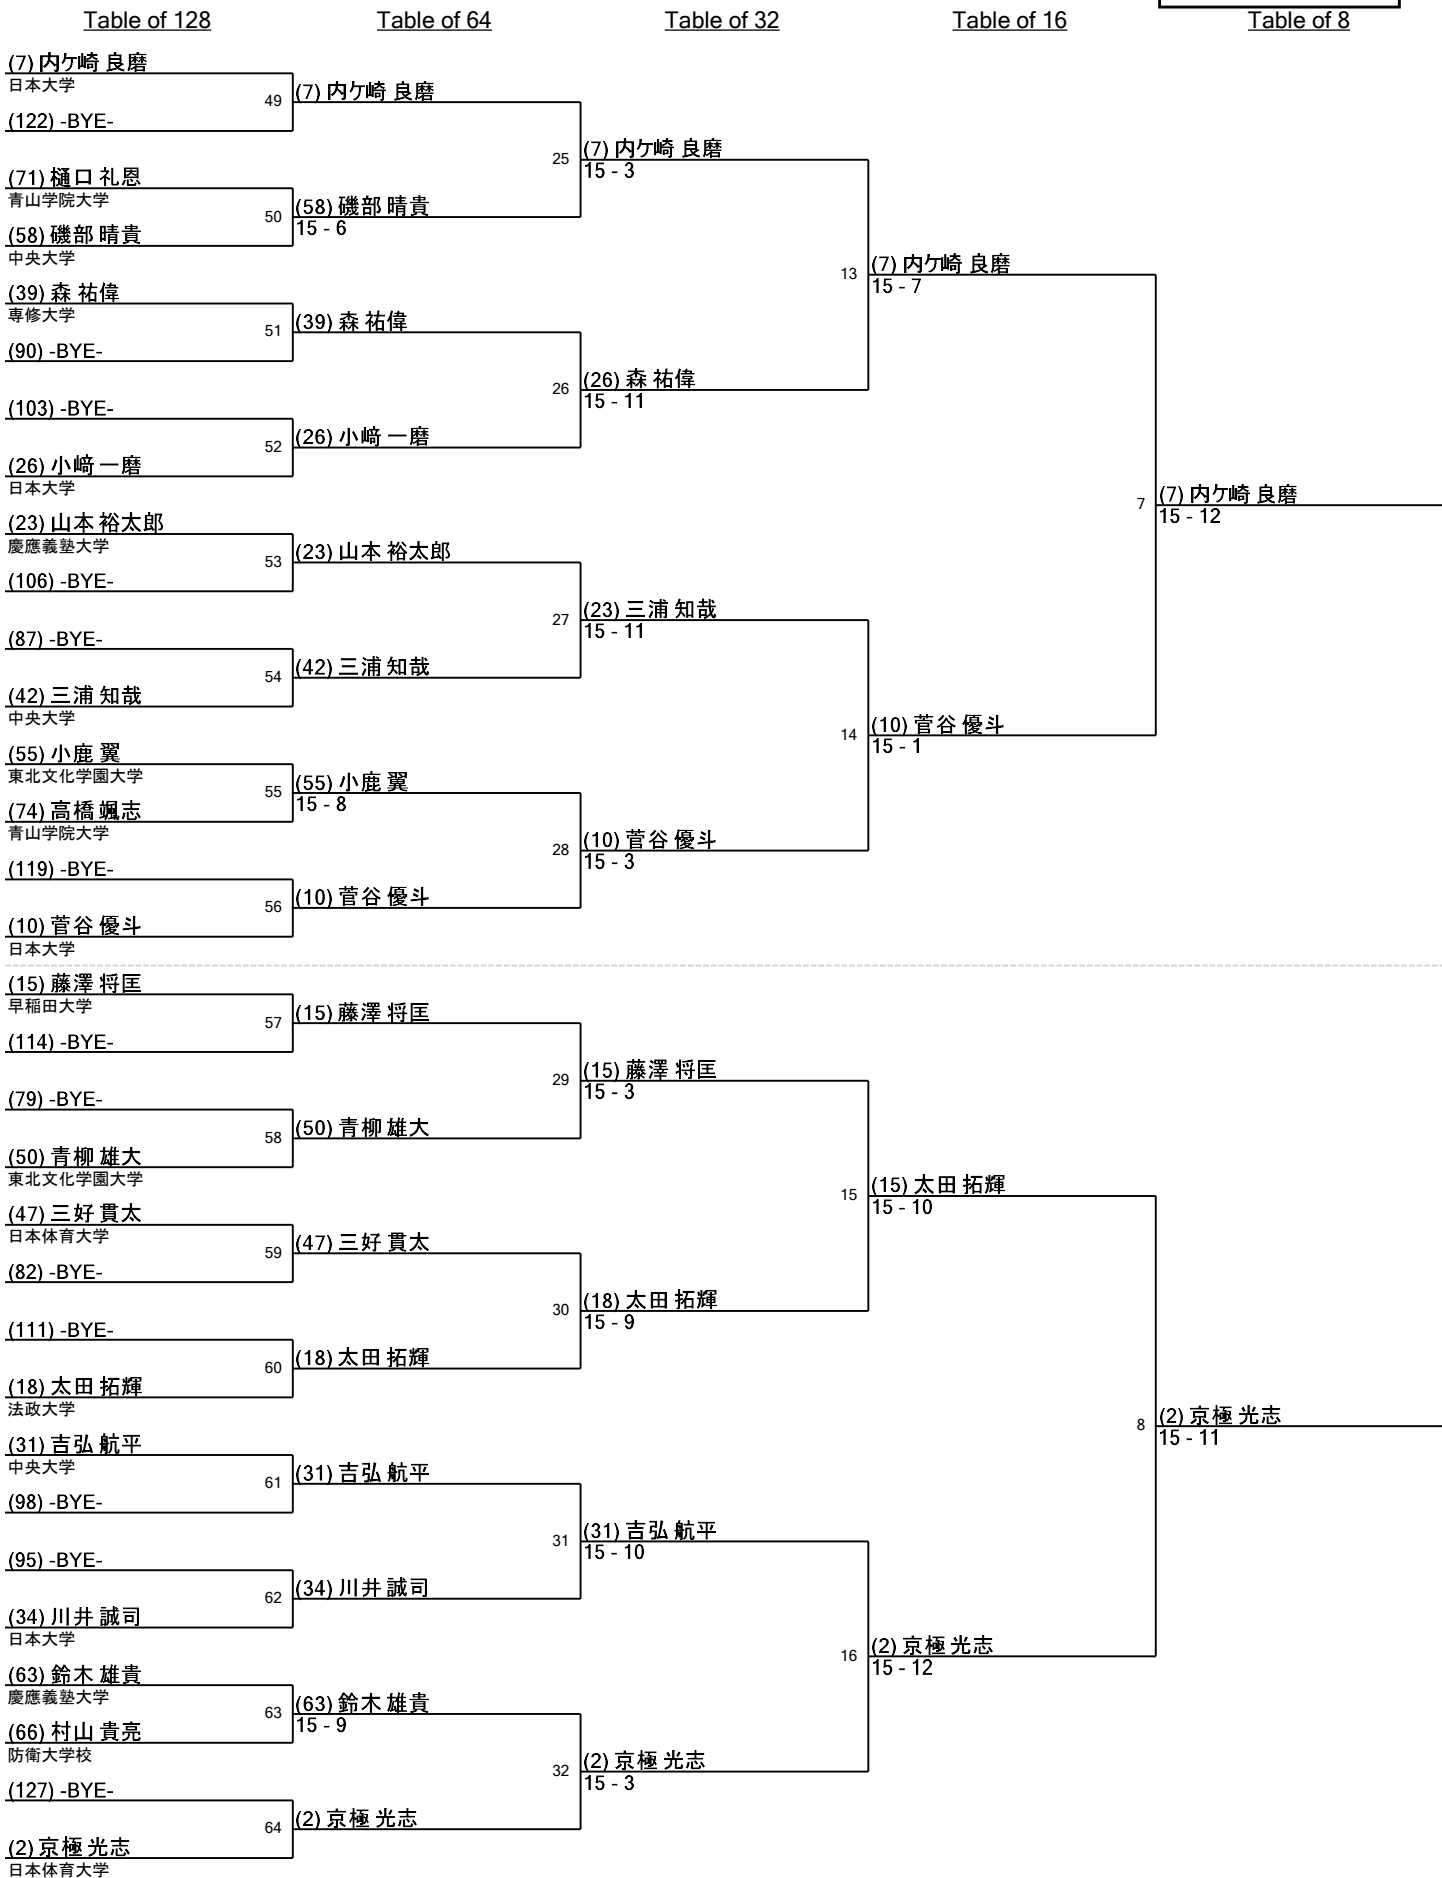 Table of 128
Table of 64
Table of 32
Table of 16
Table of 8
(7) 内ケ崎 良磨
日本大学
49
(122) -BYE-
(7) 内ケ崎 良磨
(71) 樋口 礼恩
青山学院大学
50
(58) 磯部 晴貴
中央大学
(58) 磯部 晴貴
15 - 6
25
(7) 内ケ崎 良磨
15 - 3
(39) 森 祐偉
専修大学
51
(90) -BYE-
(39) 森 祐偉
(103) -BYE-
52
(26) 小﨑 一磨
日本大学
(26) 小﨑 一磨
26
(26) 森 祐偉
15 - 11
13
(7) 内ケ崎 良磨
15 - 7
(23) 山本 裕太郎
慶應義塾大学
53
(106) -BYE-
(23) 山本 裕太郎
(87) -BYE-
54
(42) 三浦 知哉
中央大学
(42) 三浦 知哉
27
(23) 三浦 知哉
15 - 11
(55) 小鹿 翼
東北文化学園大学
55
(74) 高橋 颯志
青山学院大学
(55) 小鹿 翼
15 - 8
(119) -BYE-
56
(10) 菅谷 優斗
日本大学
(10) 菅谷 優斗
28
(10) 菅谷 優斗
15 - 3
14
(10) 菅谷 優斗
15 - 1
7
(7) 内ケ崎 良磨
15 - 12
(15) 藤澤 将匡
早稲田大学
57
(114) -BYE-
(15) 藤澤 将匡
(79) -BYE-
58
(50) 青柳 雄大
東北文化学園大学
(50) 青柳 雄大
29
(15) 藤澤 将匡
15 - 3
(47) 三好 貫太
日本体育大学
59
(82) -BYE-
(47) 三好 貫太
(111) -BYE-
60
(18) 太田 拓輝
法政大学
(18) 太田 拓輝
30
(18) 太田 拓輝
15 - 9
15
(15) 太田 拓輝
15 - 10
(31) 吉弘 航平
中央大学
61
(98) -BYE-
(31) 吉弘 航平
(95) -BYE-
62
(34) 川井 誠司
日本大学
(34) 川井 誠司
31
(31) 吉弘 航平
15 - 10
(63) 鈴木 雄貴
慶應義塾大学
63
(66) 村山 貴亮
防衛大学校
(63) 鈴木 雄貴
15 - 9
(127) -BYE-
64
(2) 京極 光志
日本体育大学
(2) 京極 光志
32
(2) 京極 光志
15 - 3
16
(2) 京極 光志
15 - 12
8
(2) 京極 光志
15 - 11